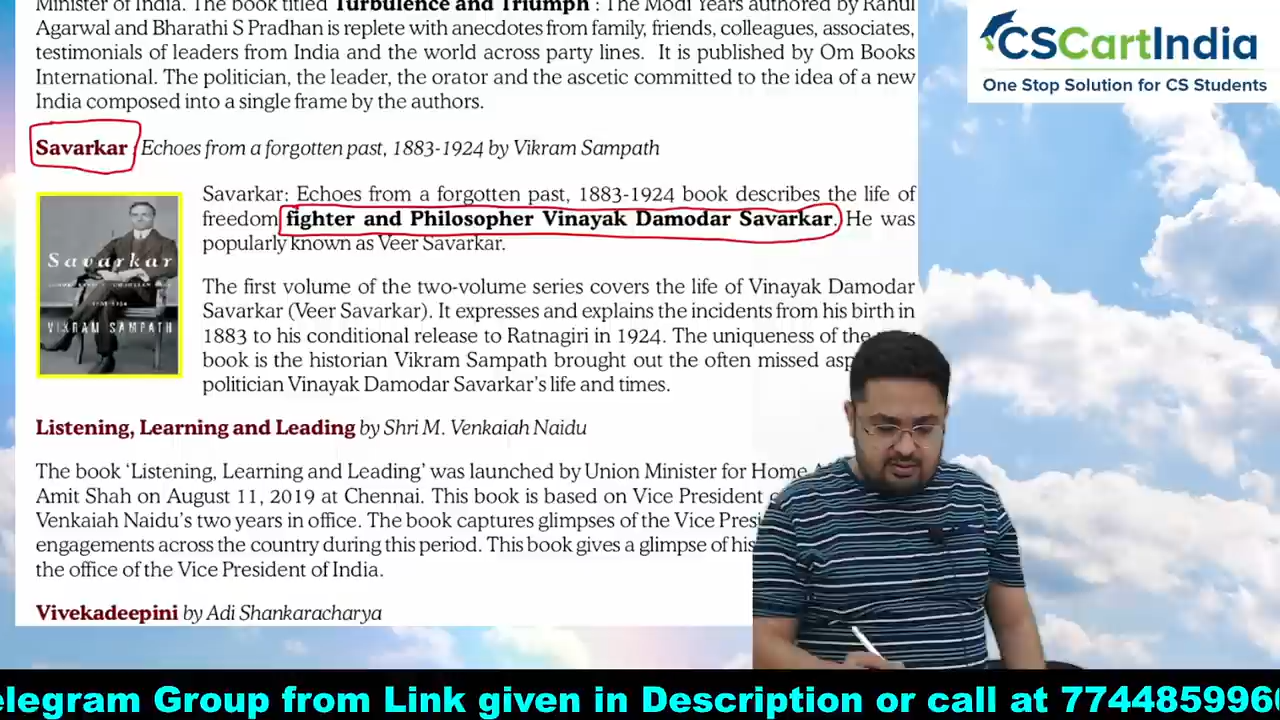 Minister of India. The book titled Turbulence and Triumph : The Modi Years authored by Rahul
Agarwal and Bharathi S Pradhan is replete with anecdotes from family, friends, colleagues, associates,
testimonials of leaders from India and the world across party lines. It is published by Om Books
International. The politician, the leader, the orator and the ascetic committed to the idea of a new
India composed into a single frame by the authors.
CSCartIndia
One Stop Solution for CS Students
Savarkar Echoes from a forgotten past, 1883-1924 by Vikram Sampath
Savarkar: Echoes from a forgotten past, 1883-1924 book describes the life of
freedom fighter and Philosopher Vinayak Damodar Savarkar. He was
popularly known as Veer Savarkar.
Savarkar
VIKRAM SAMPATH
The first volume of the two-volume series covers the life of Vinayak Damodar
Savarkar (Veer Savarkar). It expresses and explains the incidents from his birth in
1883 to his conditional release to Ratnagiri in 1924. The uniqueness of the
book is the historian Vikram Sampath brought out the often missed
politician Vinayak Damodar Savarkar's life and times.
Listening, Learning and Leading by Shri M. Venkaiah Naidu
The book 'Listening, Learning and Leading' was launched by Union Minister for Home
Amit Shah on August 11, 2019 at Chennai. This book is based on Vice President
Venkaiah Naidu's two years in office. The book captures glimpses of the Vice
engagements across the country during this period. This book gives a glimpse of his
the office of the Vice President of India.
Vivekadeepini by Adi Shankaracharya
elegram Group from Link given in Description or call at 774485996